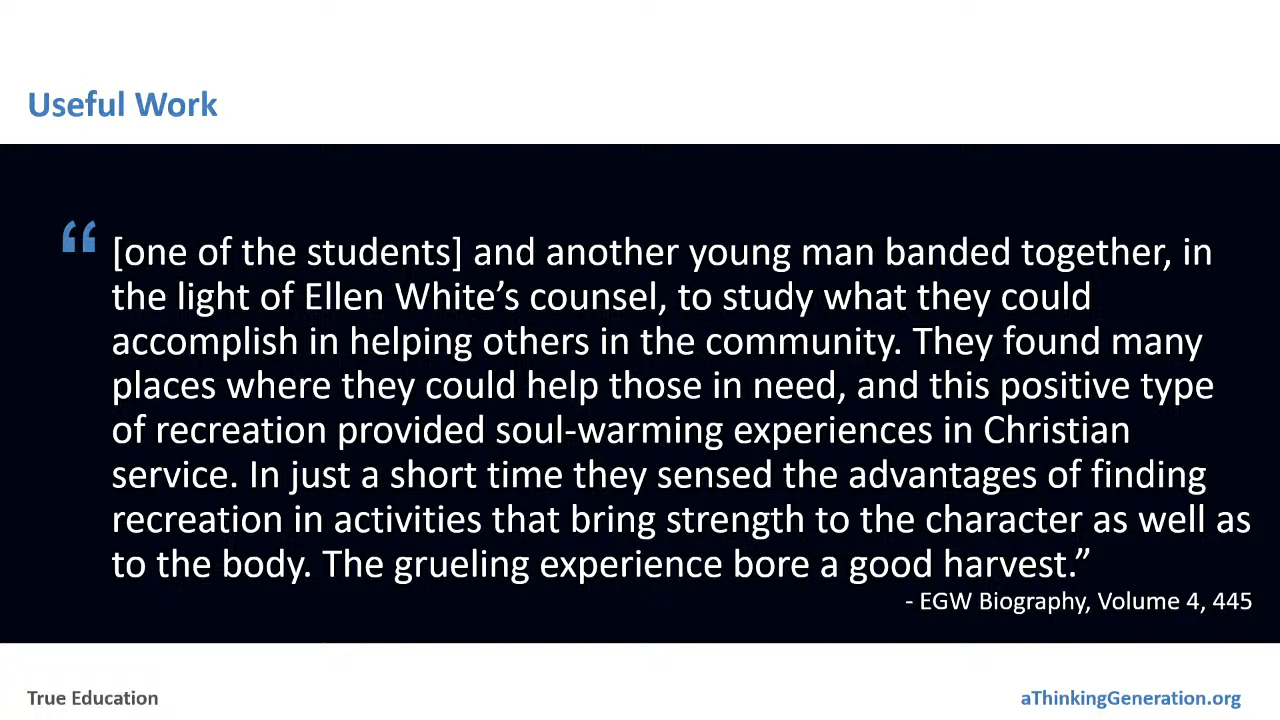 Useful Work
“ [one of the students] and another young man banded together, in
the light of Ellen White’s counsel, to study what they could
accomplish in helping others in the community. They found many
places where they could help those in need, and this positive type
of recreation provided soul-warming experiences in Christian
service. In just a short time they sensed the advantages of finding
recreation in activities that bring strength to the character as well as
to the body. The grueling experience bore a good harvest.”
- EGW Biography, Volume 4, 445
True Education
aThinkingGeneration.org